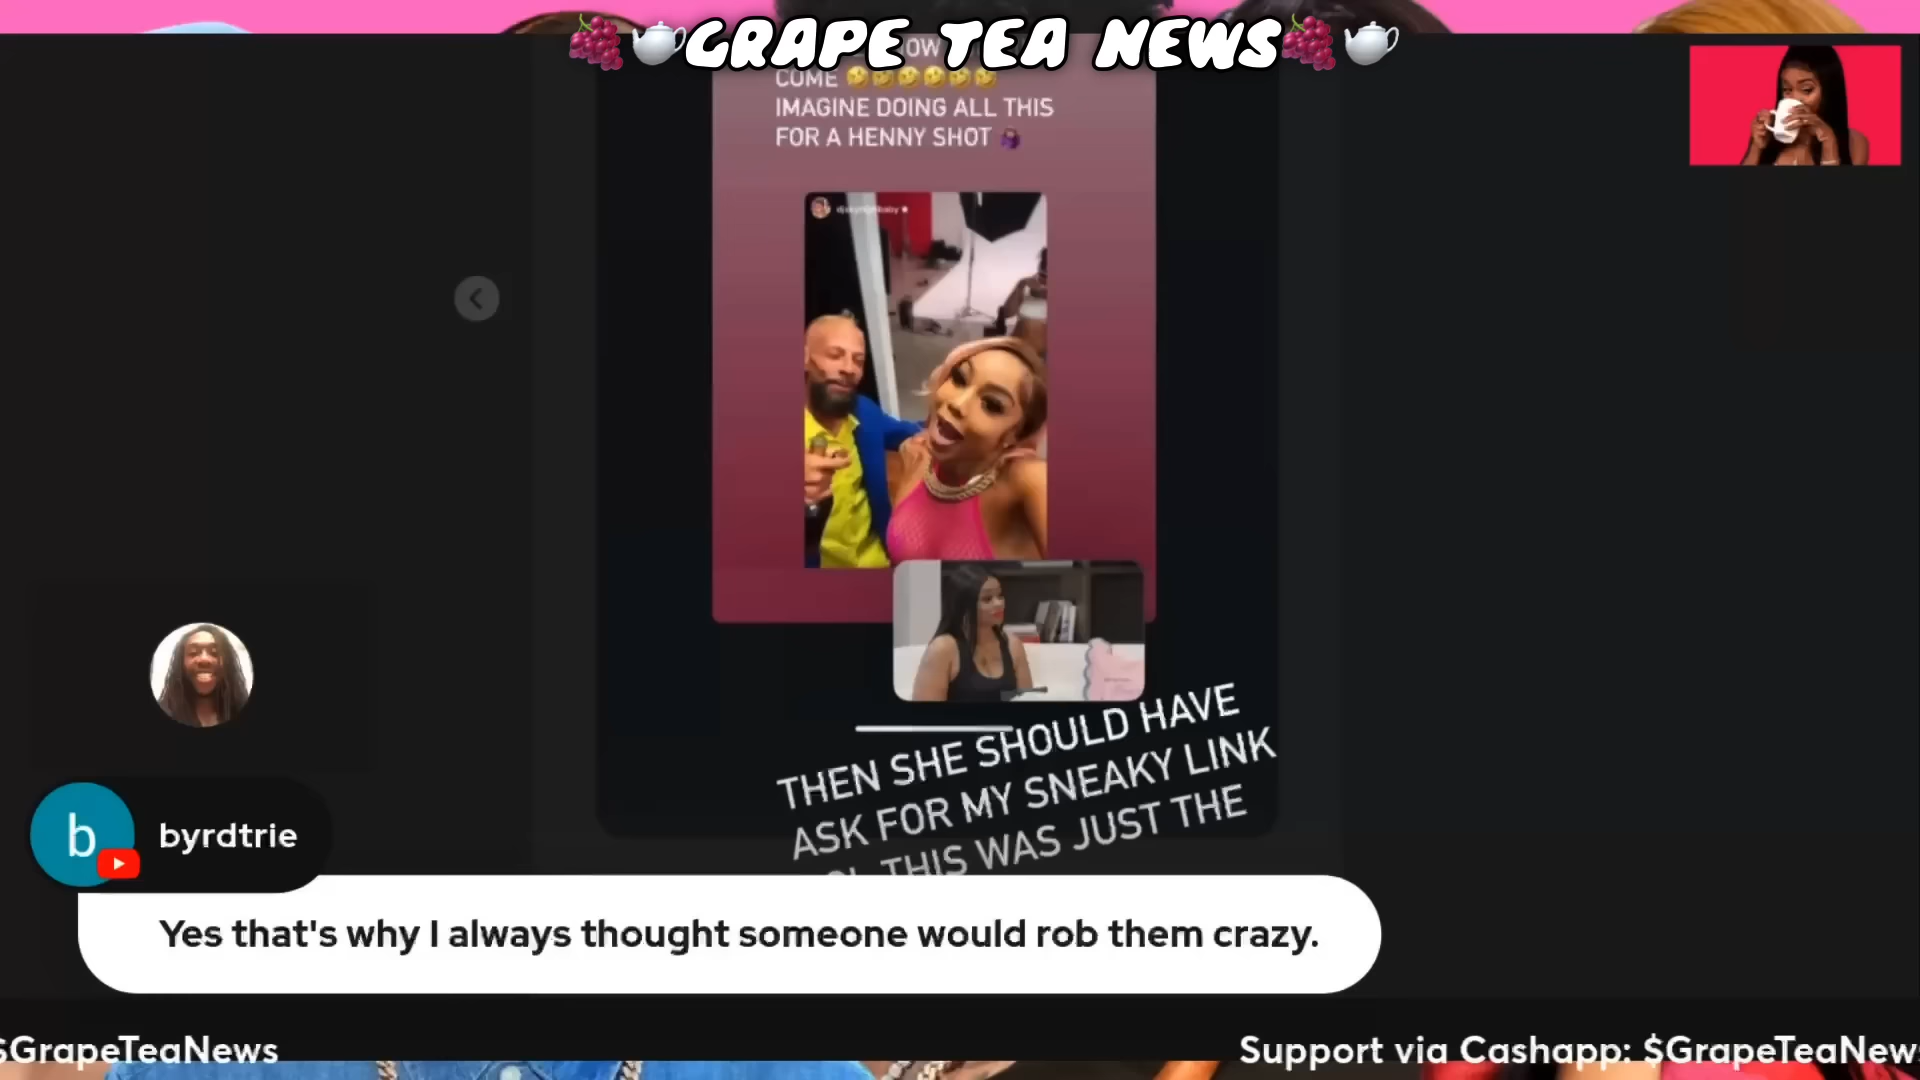 GRAPE TEA NEWS
OW
COME 🤣🤣🤣🤣🤣🤣
IMAGINE DOING ALL THIS
FOR A HENNY SHOT
THEN SHE SHOULD HAVE
ASK FOR MY SNEAKY LINK
THIS WAS JUST THE
b
byrdtrie
Yes that's why I always thought someone would rob them crazy.
$GrapeTeaNews
Support via Cashapp: $GrapeTeaNews